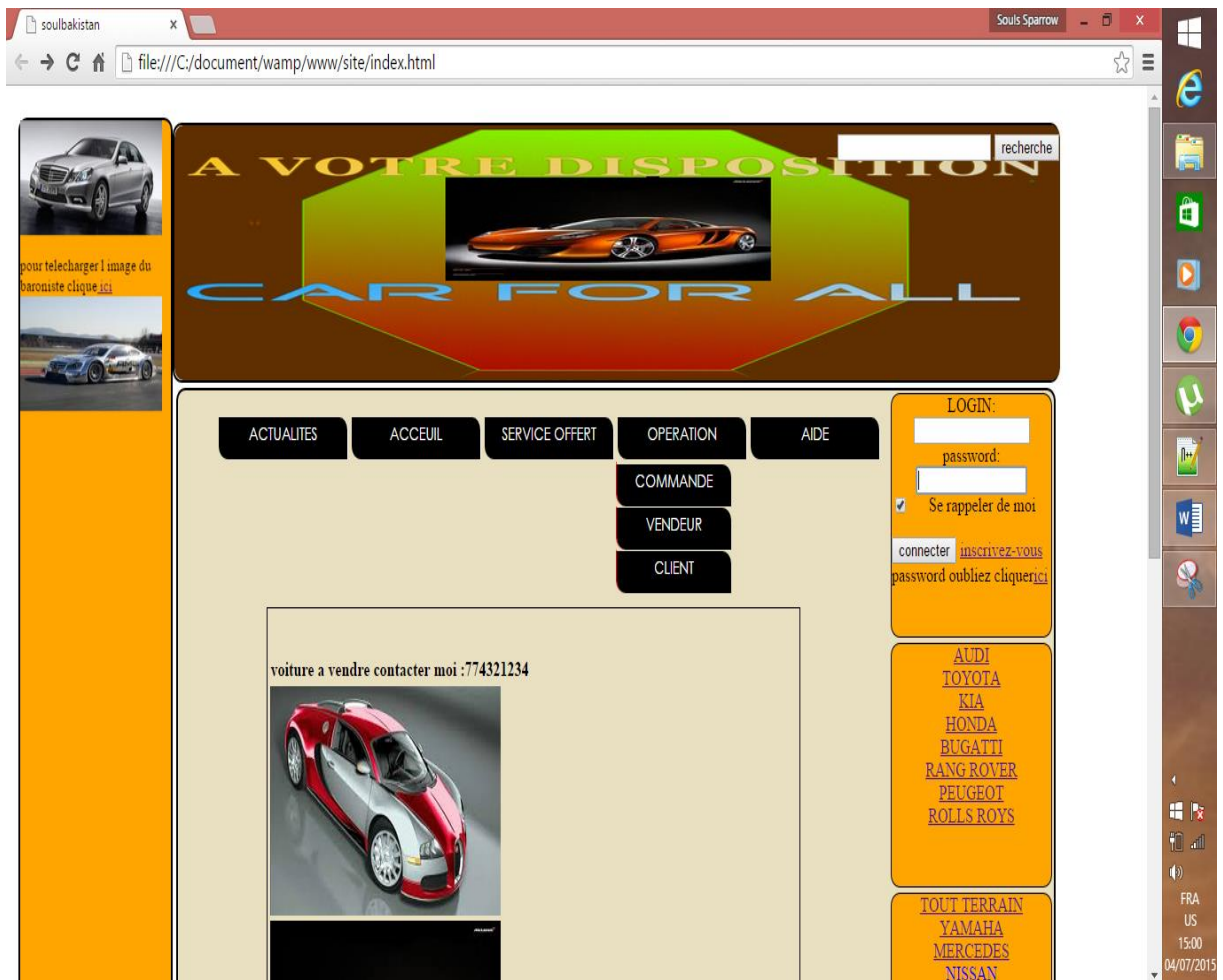 soulbakistan
Souls Sparrow
file:///C:/document/wamp/www/site/index.html
A VOTRE DISPOSITION
recherche
CAR FOR ALL
pour telecharger l image du
baroniste clique ici
ACTUALITES
ACCEUIL
SERVICE OFFERT
OPERATION
AIDE
COMMANDE
VENDEUR
CLIENT
LOGIN:
password:
Se rappeler de moi
connecter inscrivez-vous
password oubliez cliquerici
voiture a vendre contacter moi :774321234
AUDI
TOYOTA
KIA
HONDA
BUGATTI
RANG ROVER
PEUGEOT
ROLLS ROYS
TOUT TERRAIN
YAMAHA
MERCEDES
NISSAN
FRA
US
15:00
04/07/2015